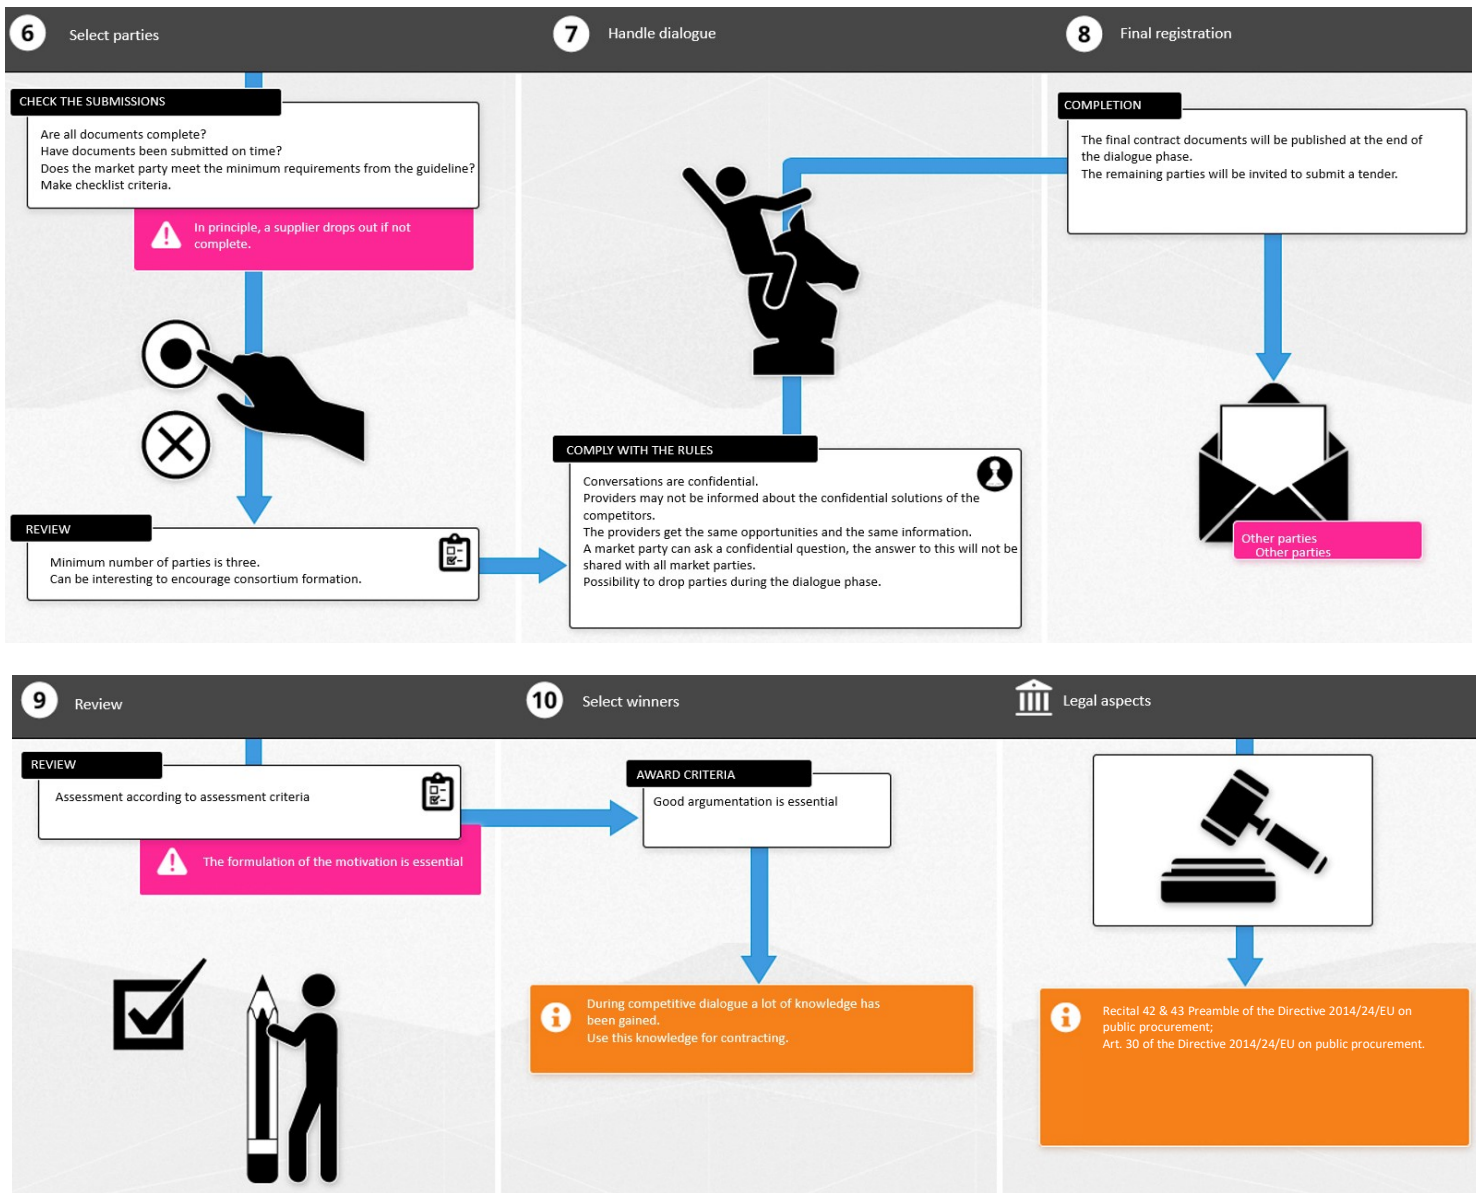 6 Select parties
CHECK THE SUBMISSIONS
Are all documents complete?
Have documents been submitted on time?
Does the market party meet the minimum requirements from the guideline?
Make checklist criteria.
In principle, a supplier drops out if not
complete.
REVIEW
Minimum number of parties is three.
Can be interesting to encourage consortium formation.
7 Handle dialogue
COMPLY WITH THE RULES
Conversations are confidential.
Providers may not be informed about the confidential solutions of the
competitors.
The providers get the same opportunities and the same information.
A market party can ask a confidential question, the answer to this will not be
shared with all market parties.
Possibility to drop parties during the dialogue phase.
8 Final registration
COMPLETION
The final contract documents will be published at the end of
the dialogue phase.
The remaining parties will be invited to submit a tender.
Other parties
Other parties
9 Review
REVIEW
Assessment according to assessment criteria
The formulation of the motivation is essential
10 Select winners
AWARD CRITERIA
Good argumentation is essential
During competitive dialogue a lot of knowledge has
been gained.
Use this knowledge for contracting.
Legal aspects
Recital 42 & 43 Preamble of the Directive 2014/24/EU on
public procurement;
Art. 30 of the Directive 2014/24/EU on public procurement.